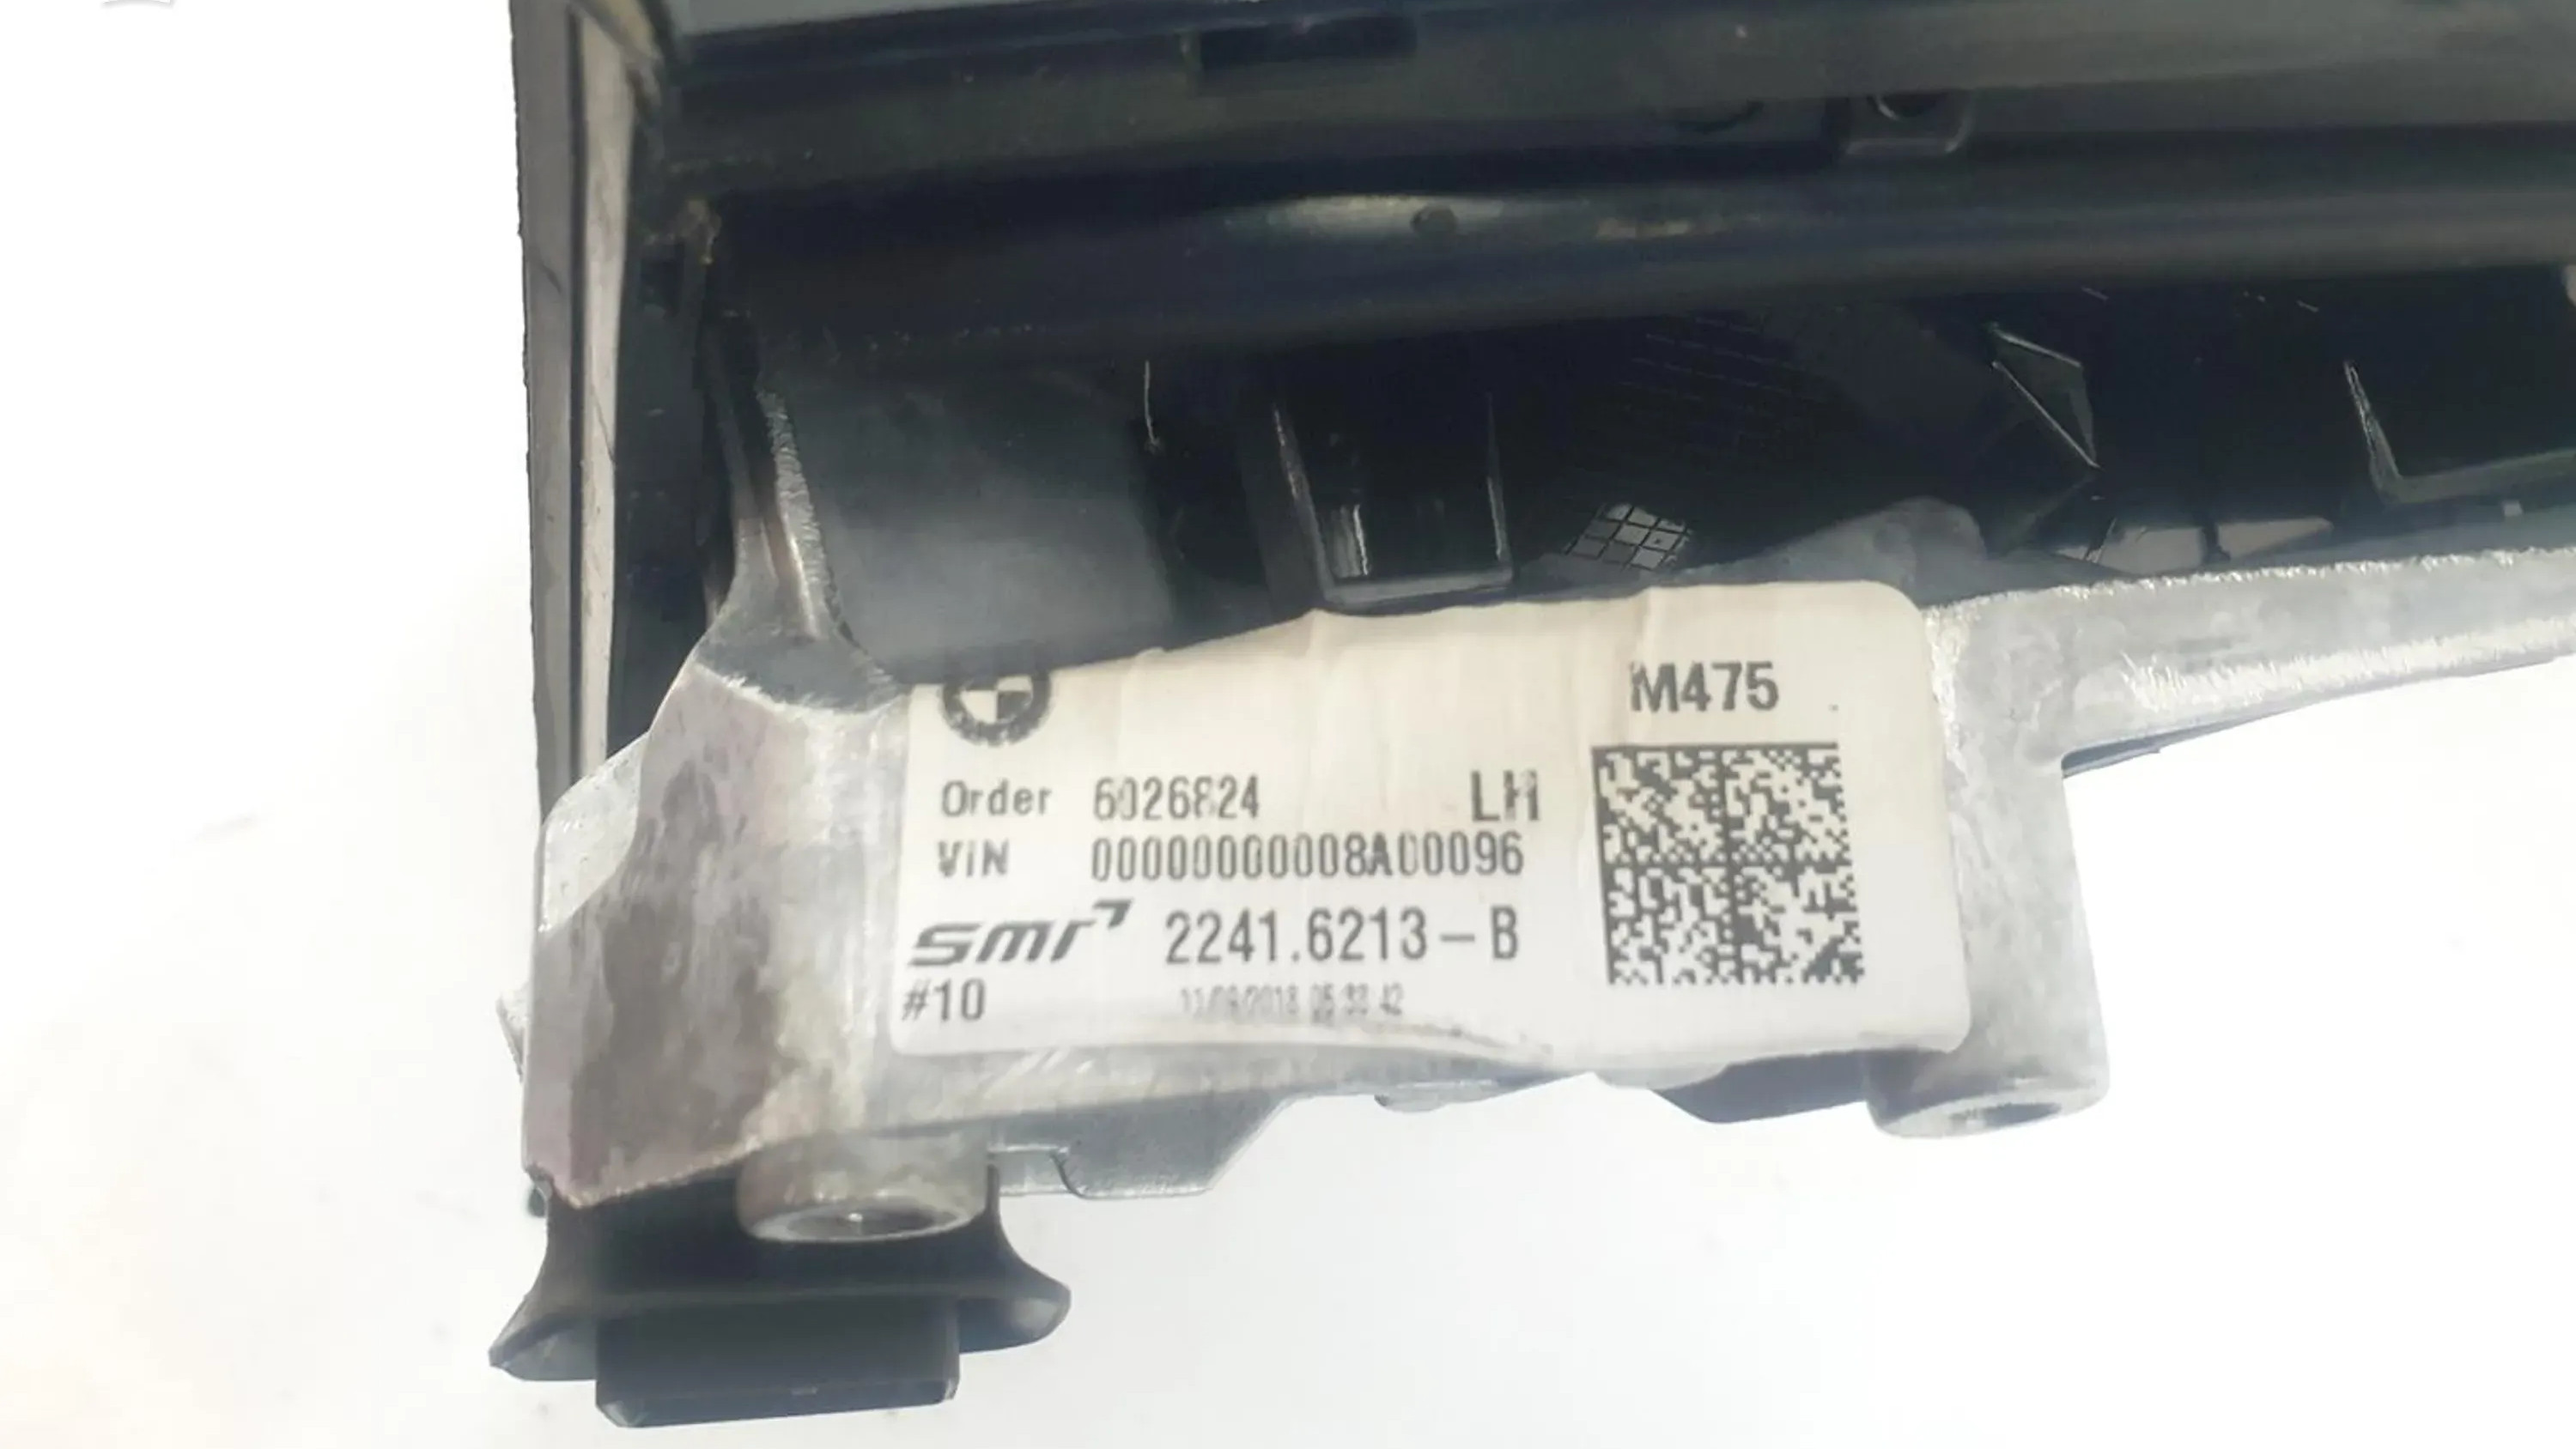 M475
Order 6026824 LH
ViN 00000000008A00096
smr 2241.6213-B
#10